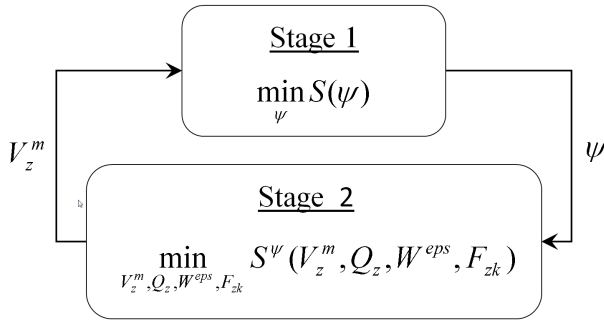 Stage 1
min S(ψ)
ψ
V_z^m
ψ
Stage 2
min S^ψ(V_z^m, Q_z, W^eps, F_zk)
V_z^m, Q_z, W^eps, F_zk